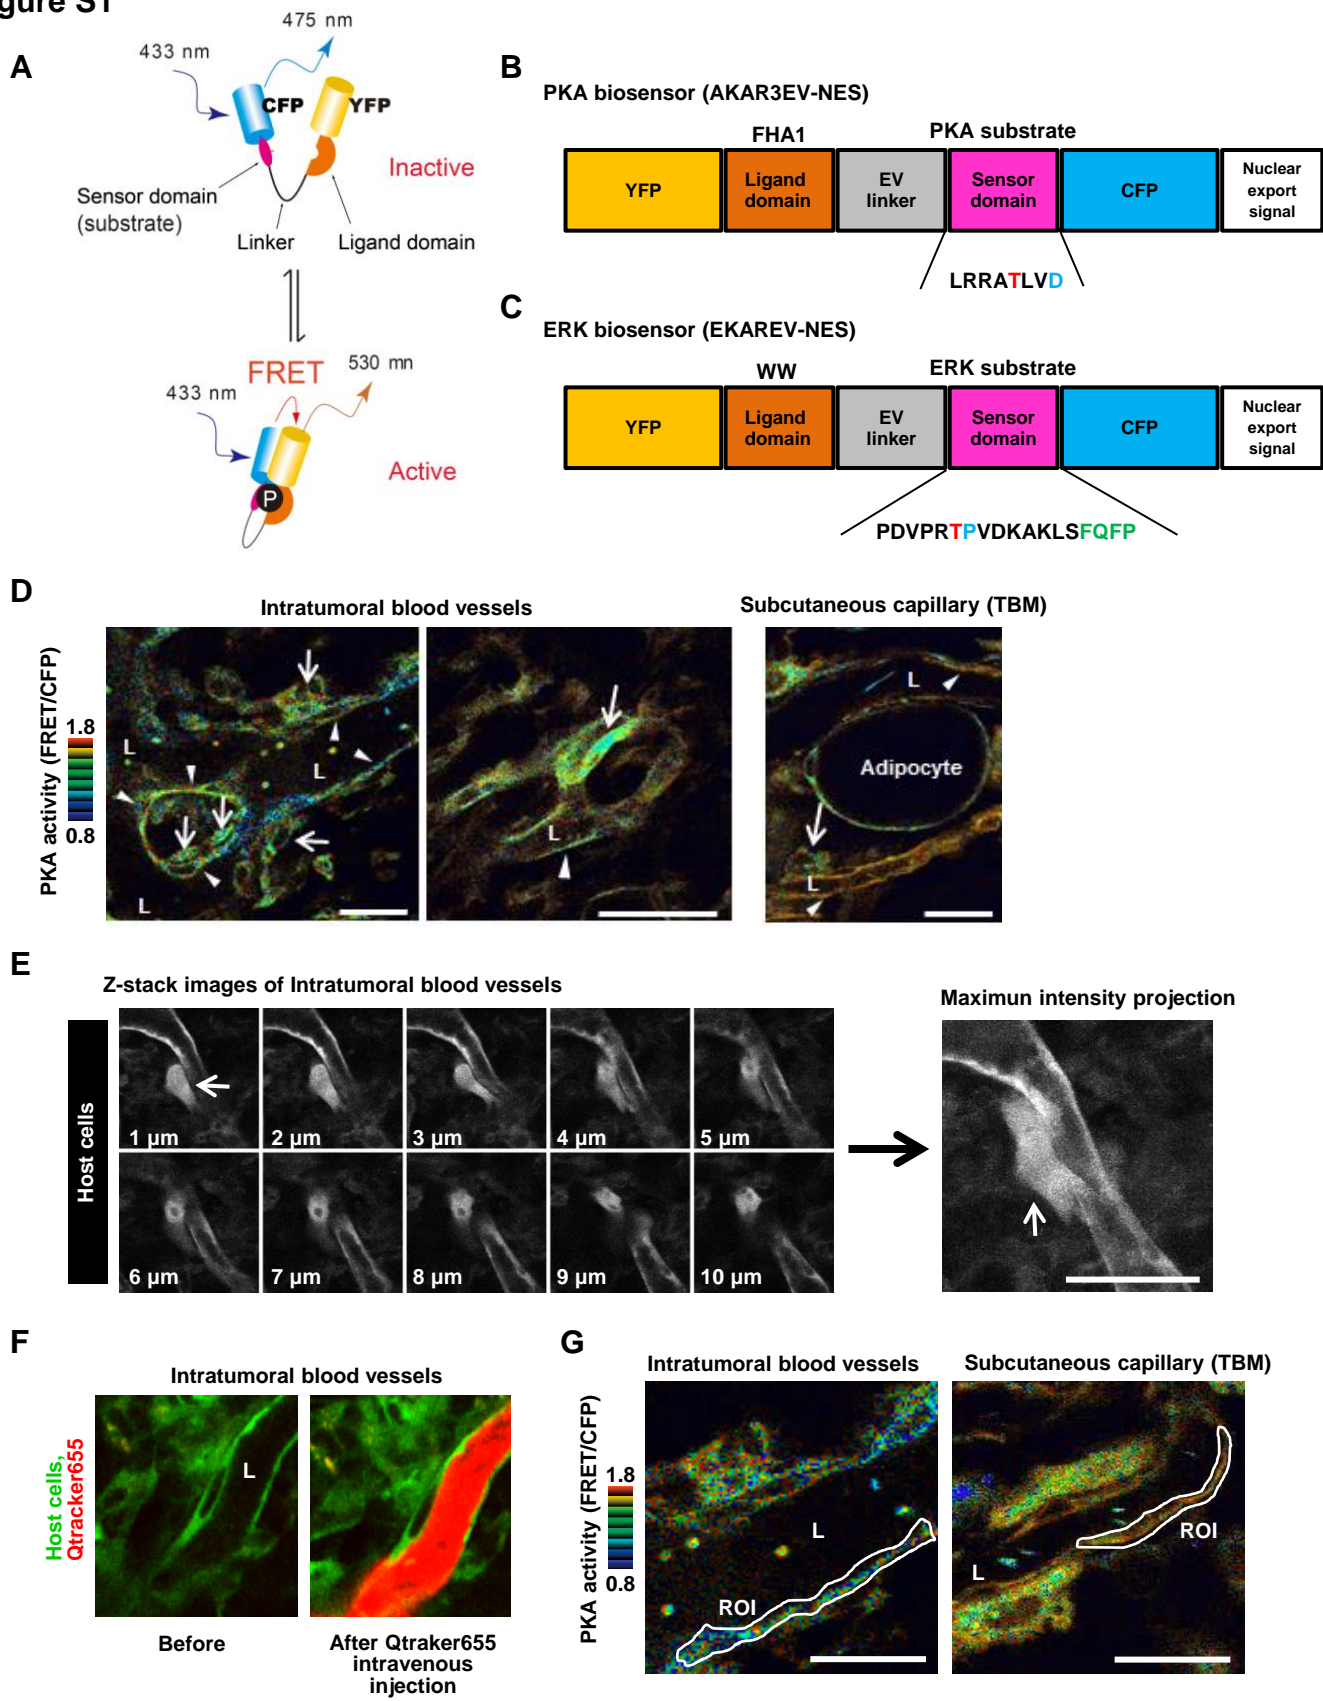 gure S1
A
433 nm
475 nm
CFP
YFP
Inactive
Sensor domain
(substrate)
Linker
Ligand domain
FRET
433 nm
530 mn
P
Active
B
PKA biosensor (AKAR3EV-NES)
FHA1
PKA substrate
YFP
Ligand
domain
EV
linker
Sensor
domain
CFP
Nuclear
export
signal
LRRATLVD
C
ERK biosensor (EKAREV-NES)
WW
ERK substrate
YFP
Ligand
domain
EV
linker
Sensor
domain
CFP
Nuclear
export
signal
PDVPRTPVDKAKLSFQFP
D
Intratumoral blood vessels
Subcutaneous capillary (TBM)
PKA activity (FRET/CFP)
1.8
0.8
L
L
L
L
L
Adipocyte
L
E
Z-stack images of Intratumoral blood vessels
Maximun intensity projection
Host cells
1 µm
2 µm
3 µm
4 µm
5 µm
6 µm
7 µm
8 µm
9 µm
10 µm
F
Intratumoral blood vessels
Host cells,
Qtracker655
L
Before
After Qtraker655
intravenous
injection
G
Intratumoral blood vessels
Subcutaneous capillary (TBM)
PKA activity (FRET/CFP)
1.8
0.8
L
ROI
L
ROI